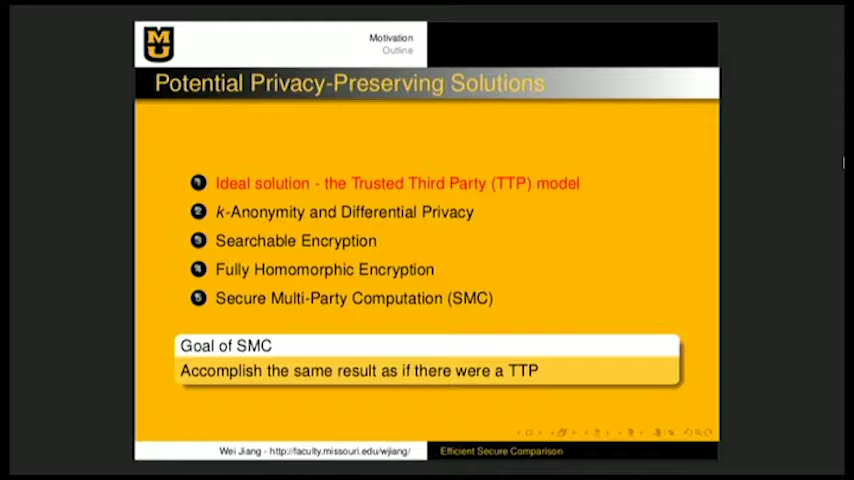 MU
Motivation
Outline
Potential Privacy-Preserving Solutions
1 Ideal solution - the Trusted Third Party (TTP) model
2 k-Anonymity and Differential Privacy
3 Searchable Encryption
4 Fully Homomorphic Encryption
5 Secure Multi-Party Computation (SMC)
Goal of SMC
Accomplish the same result as if there were a TTP
Wei Jiang - http://faculty.missouri.edu/wjiang/ Efficient Secure Comparison